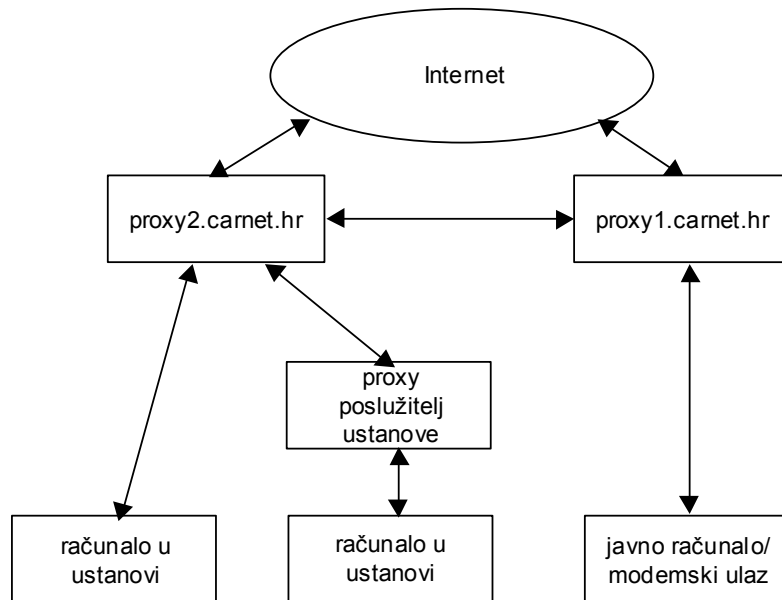 Internet
proxy2.carnet.hr
proxy1.carnet.hr
proxy
poslužitelj
ustanove
računalo u
ustanovi
računalo u
ustanovi
javno računalo/
modemski ulaz